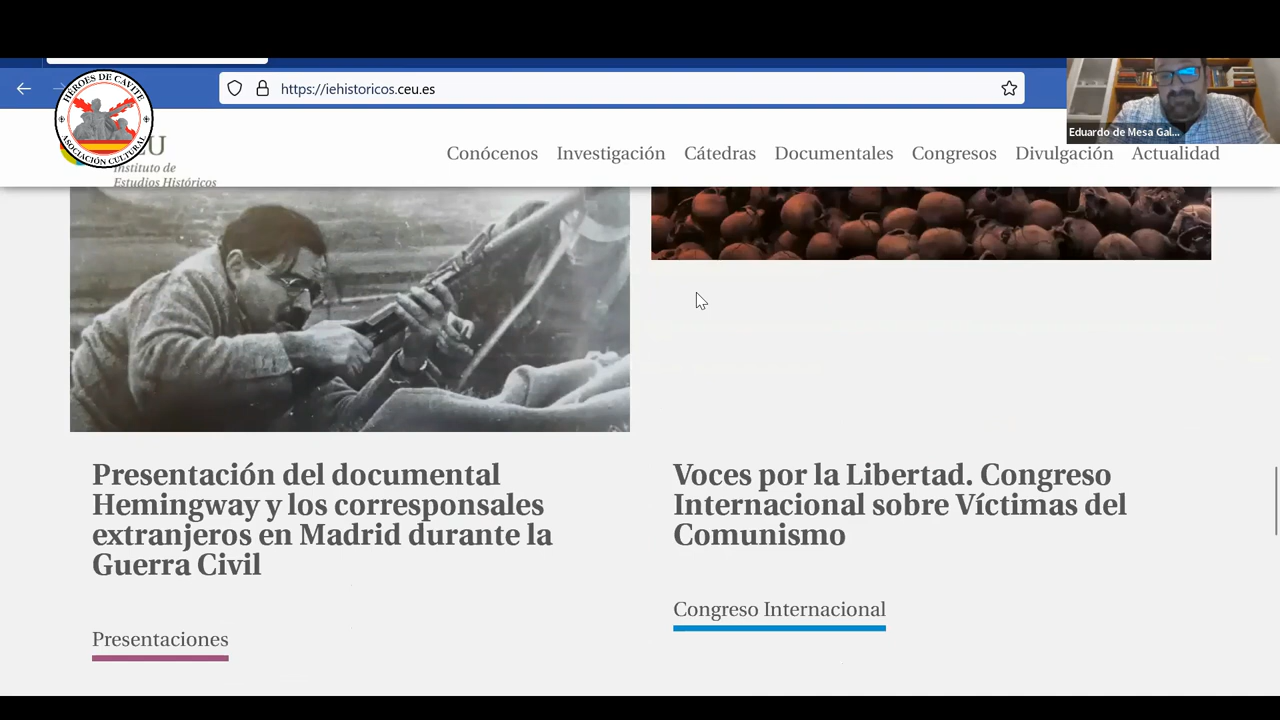 https://iehistoricos.ceu.es
HÉROES DE CAVITE
ASOCIACIÓN CULTURAL
Instituto de
Estudios Históricos
Conócenos Investigación Cátedras Documentales Congresos Divulgación Actualidad
Eduardo de Mesa Gal...
Presentación del documental
Hemingway y los corresponsales
extranjeros en Madrid durante la
Guerra Civil
Presentaciones
Voces por la Libertad. Congreso
Internacional sobre Víctimas del
Comunismo
Congreso Internacional